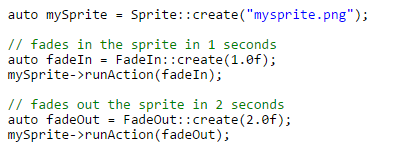 auto mySprite = Sprite::create("mysprite.png");
// fades in the sprite in 1 seconds
auto fadeIn = FadeIn::create(1.0f);
mySprite->runAction(fadeIn);
// fades out the sprite in 2 seconds
auto fadeOut = FadeOut::create(2.0f);
mySprite->runAction(fadeOut);